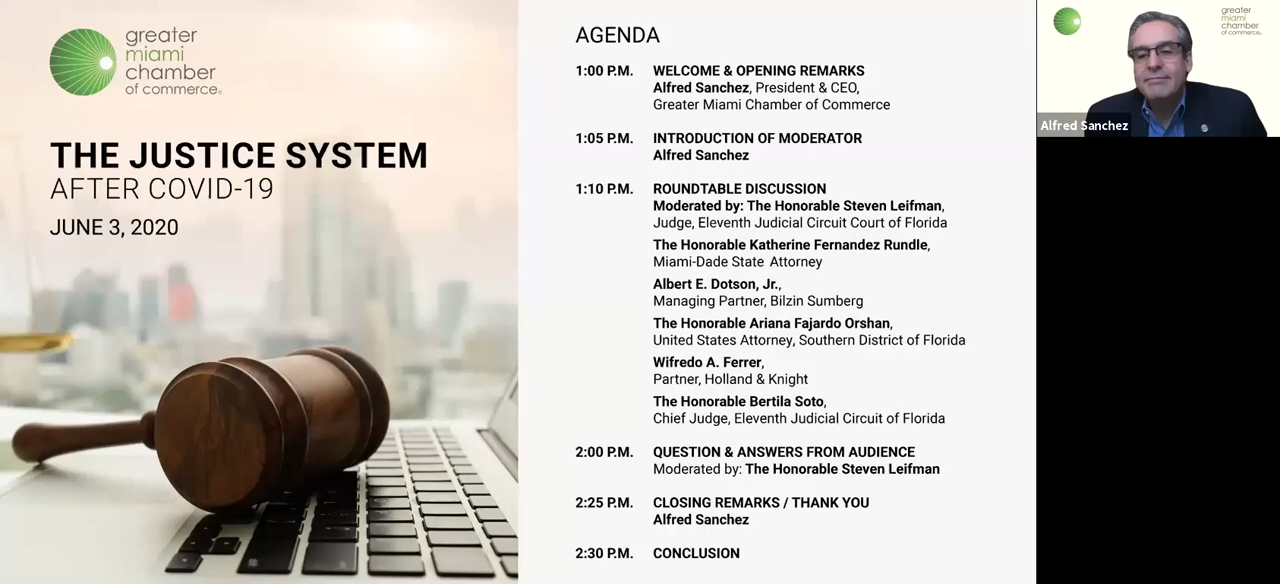 greater
miami
chamber
of commerce®
THE JUSTICE SYSTEM
AFTER COVID-19
JUNE 3, 2020
AGENDA
1:00 P.M. WELCOME & OPENING REMARKS
Alfred Sanchez, President & CEO,
Greater Miami Chamber of Commerce
1:05 P.M. INTRODUCTION OF MODERATOR
Alfred Sanchez
1:10 P.M. ROUNDTABLE DISCUSSION
Moderated by: The Honorable Steven Leifman,
Judge, Eleventh Judicial Circuit Court of Florida
The Honorable Katherine Fernandez Rundle,
Miami-Dade State Attorney
Albert E. Dotson, Jr.,
Managing Partner, Bilzin Sumberg
The Honorable Ariana Fajardo Orshan,
United States Attorney, Southern District of Florida
Wifredo A. Ferrer,
Partner, Holland & Knight
The Honorable Bertila Soto,
Chief Judge, Eleventh Judicial Circuit of Florida
2:00 P.M. QUESTION & ANSWERS FROM AUDIENCE
Moderated by: The Honorable Steven Leifman
2:25 P.M. CLOSING REMARKS / THANK YOU
Alfred Sanchez
2:30 P.M. CONCLUSION
greater
miami
chamber
of commerce®
Alfred Sanchez